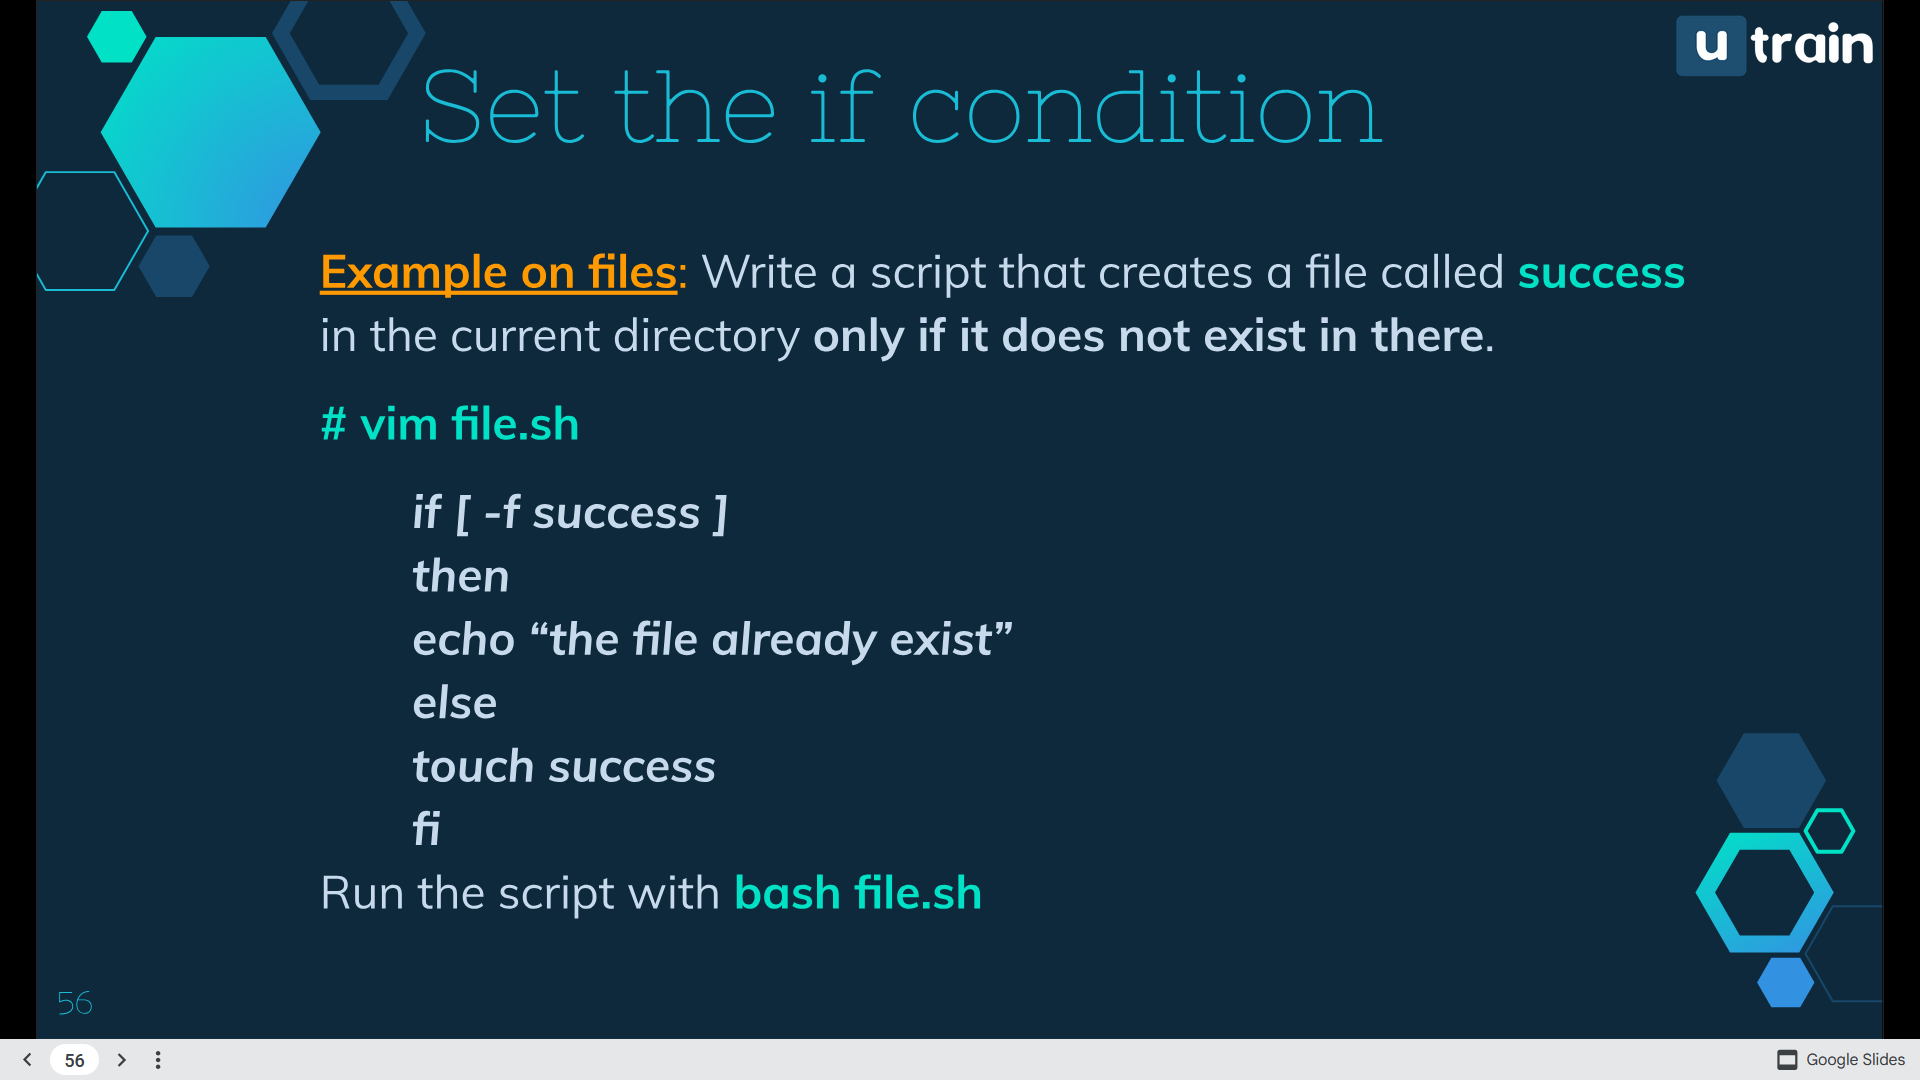 u train
Set the if condition
Example on files: Write a script that creates a file called success
in the current directory only if it does not exist in there.
# vim file.sh
if [ -f success ]
then
echo “the file already exist”
else
touch success
fi
Run the script with bash file.sh
56
56
Google Slides